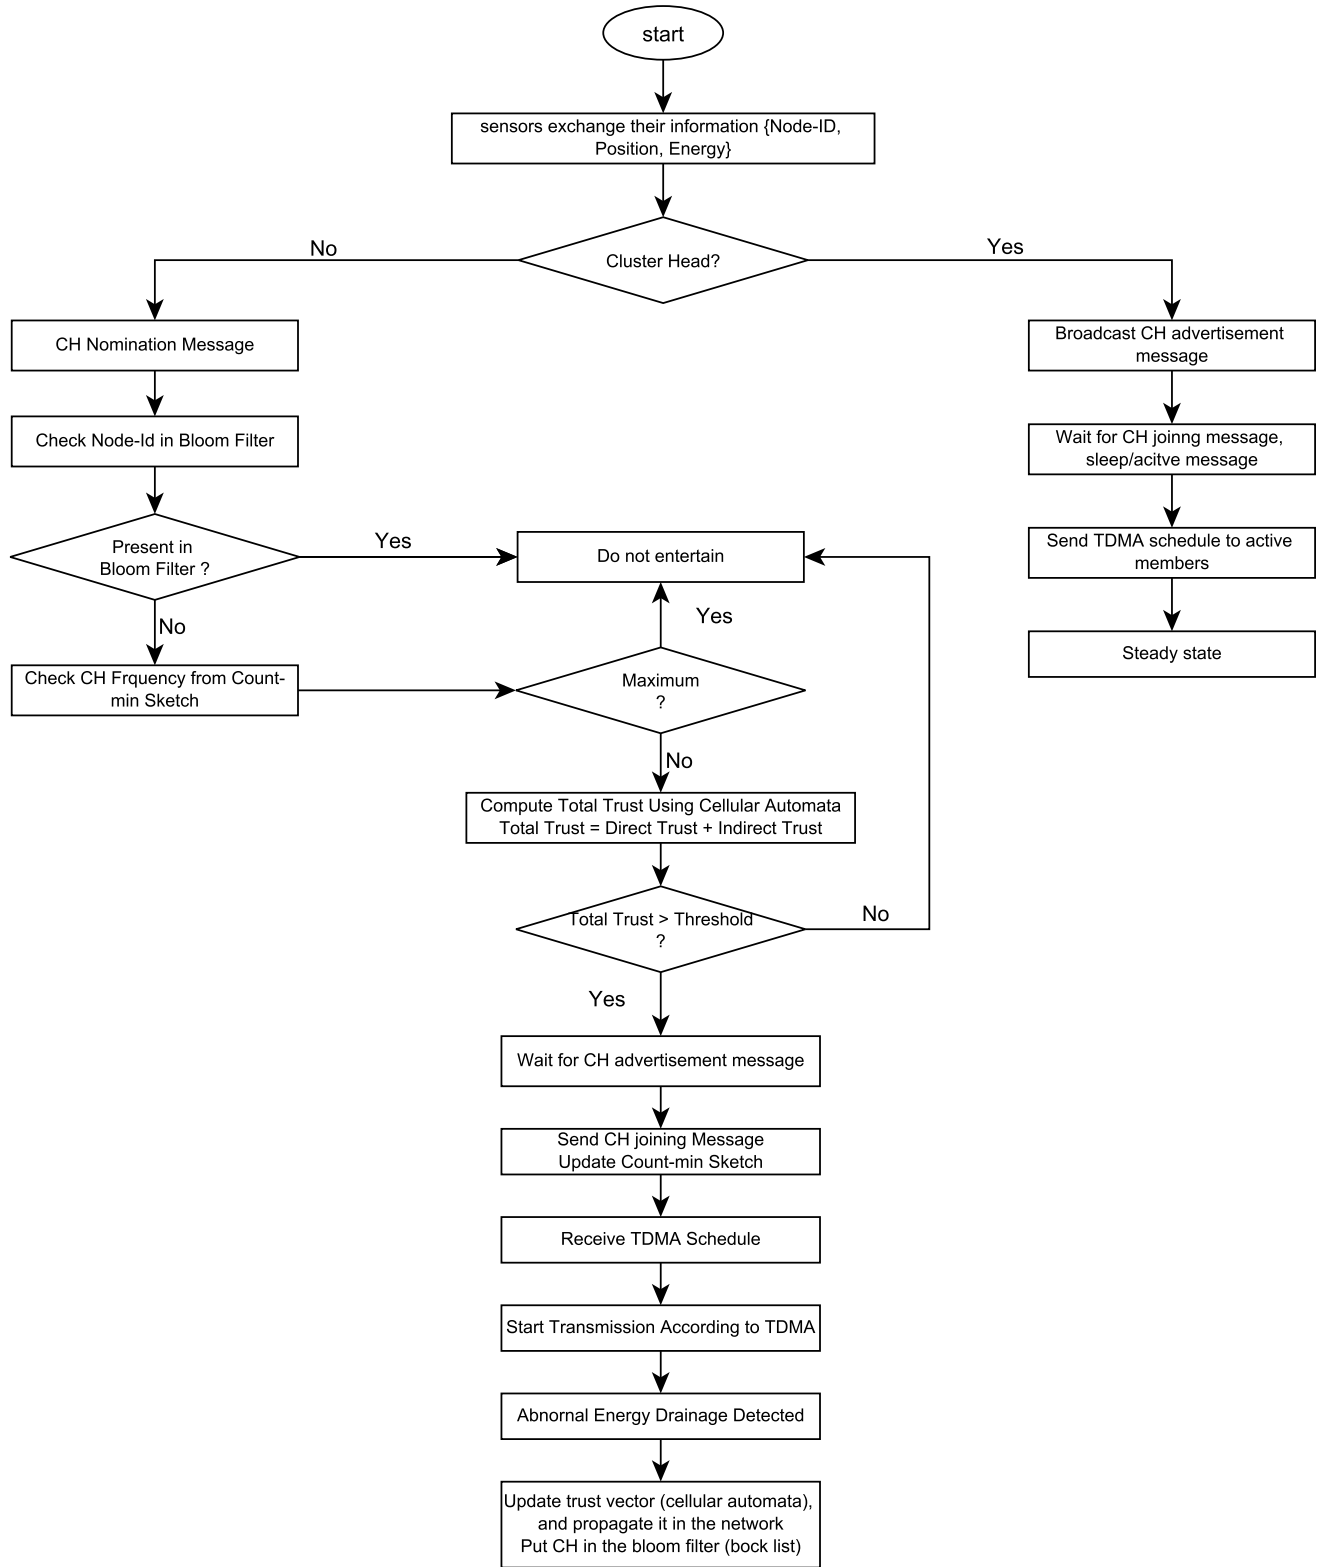 start
sensors exchange their information {Node-ID,
Position, Energy}
No
Cluster Head?
Yes
CH Nomination Message
Broadcast CH advertisement
message
Check Node-Id in Bloom Filter
Wait for CH joinng message,
sleep/acitve message
Present in
Bloom Filter ?
Yes
Do not entertain
Send TDMA schedule to active
members
No
Yes
Steady state
Check CH Frquency from Count-
min Sketch
Maximum
?
No
Compute Total Trust Using Cellular Automata
Total Trust = Direct Trust + Indirect Trust
Total Trust > Threshold
?
No
Yes
Wait for CH advertisement message
Send CH joining Message
Update Count-min Sketch
Receive TDMA Schedule
Start Transmission According to TDMA
Abnornal Energy Drainage Detected
Update trust vector (cellular automata),
and propagate it in the network
Put CH in the bloom filter (bock list)